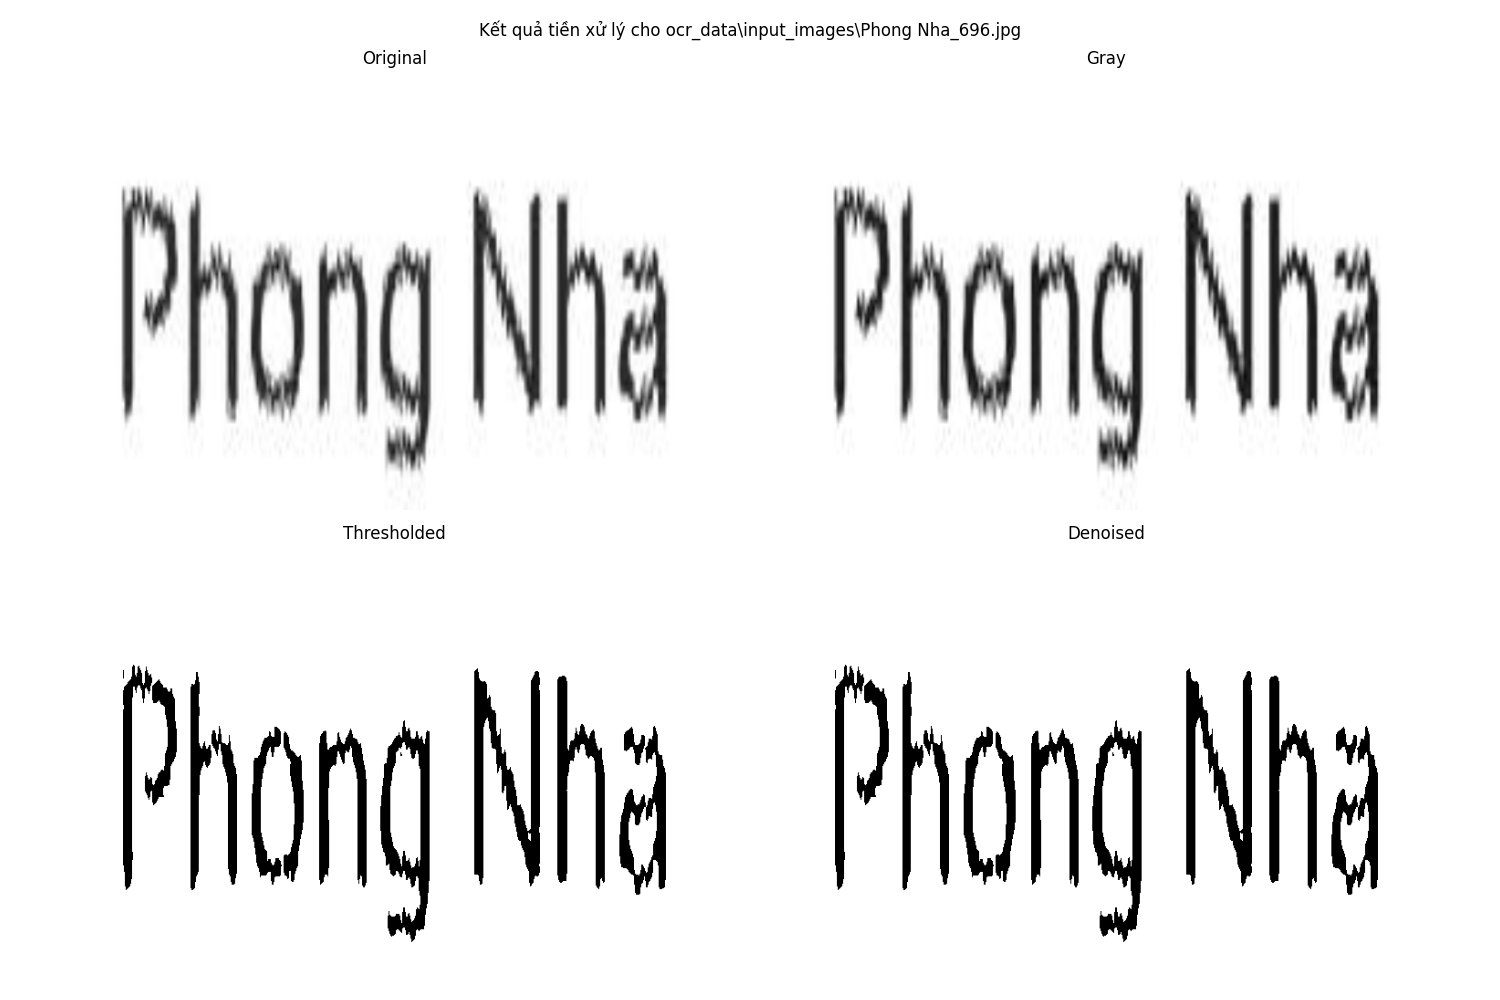 Kết quả tiền xử lý cho ocr_data\input_images\Phong Nha_696.jpg
Original
Gray
Phong Nha
Phong Nha
Thresholded
Denoised
Phong Nha
Phong Nha